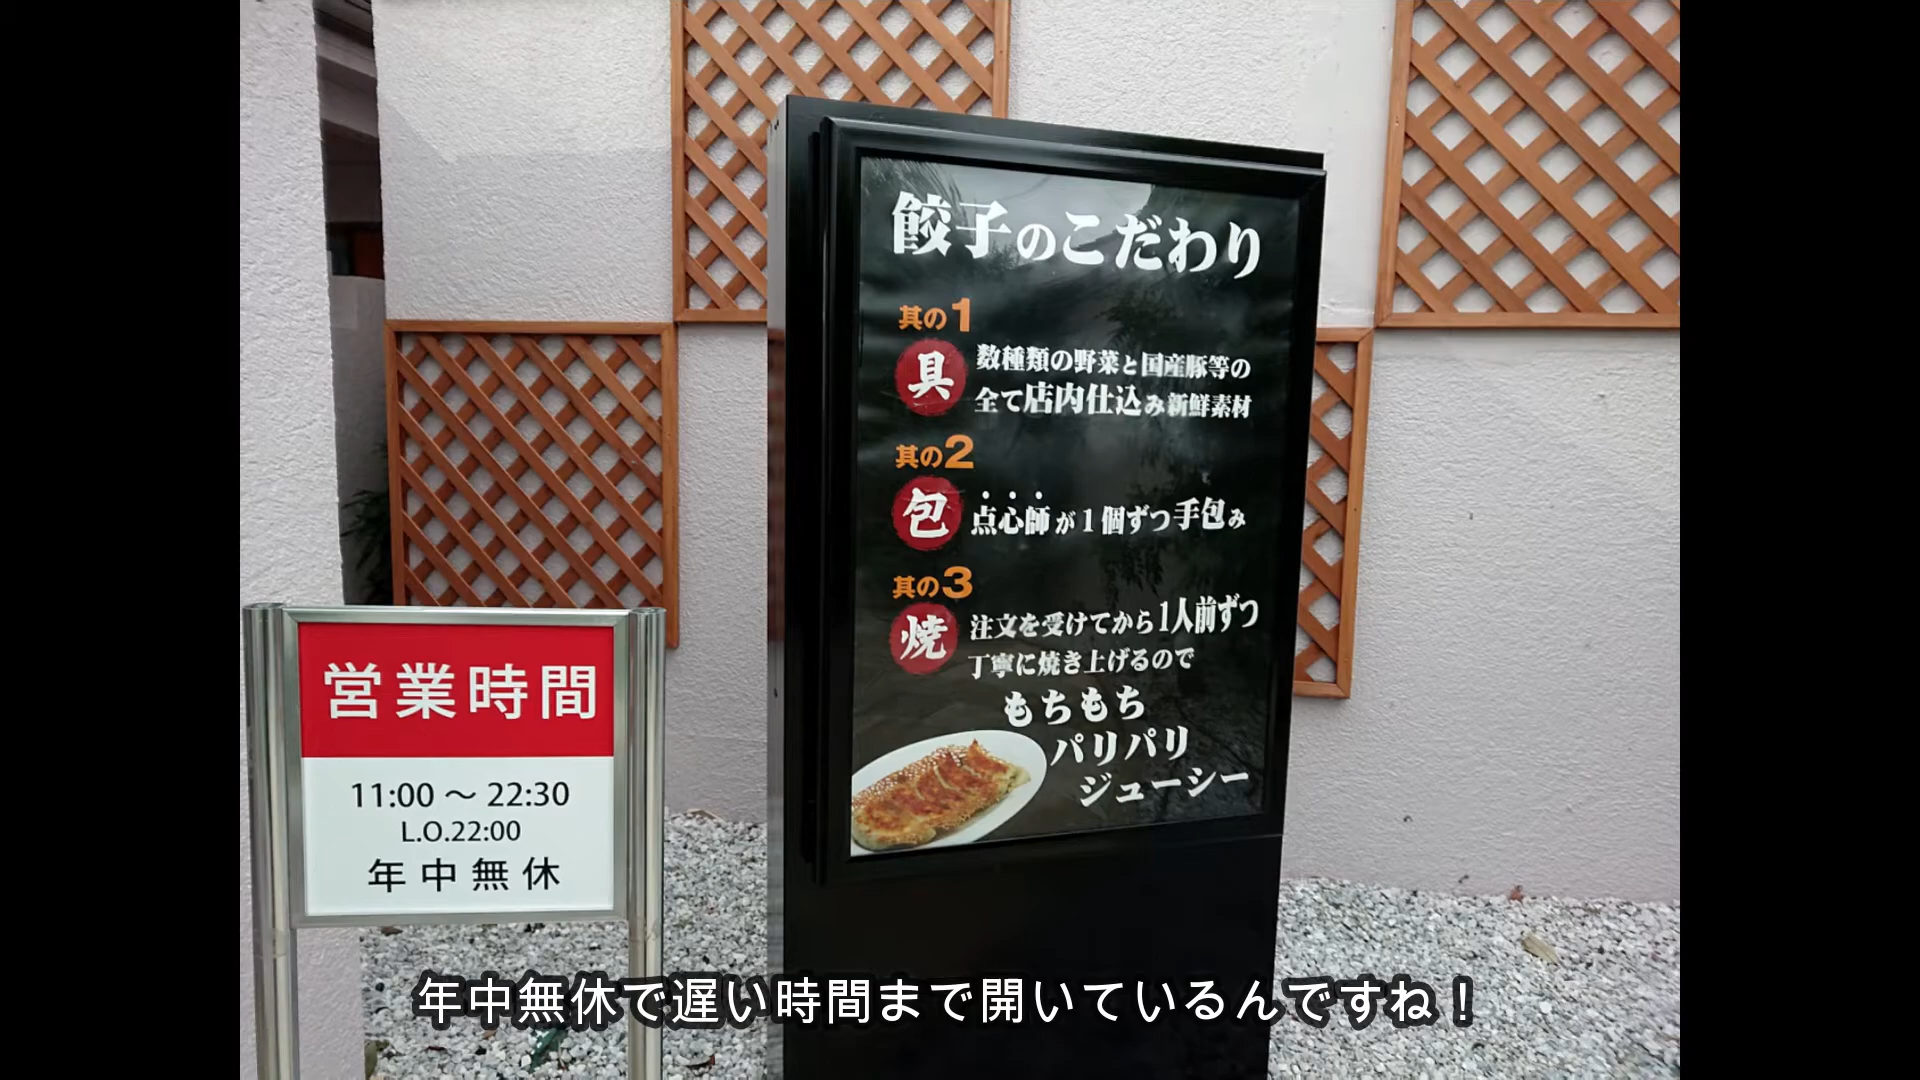 餃子のこだわり
其の1
具
数種類の野菜と国産豚等の
全て店内仕込み新鮮素材
其の2
包
点心師が1個ずつ手包み
其の3
焼
注文を受けてから1人前ずつ
丁寧に焼き上げるので
もちもち
パリパリ
ジューシー
営業時間
11:00～22:30
L.O.22:00
年中無休
年中無休で遅い時間まで開いているんですね！